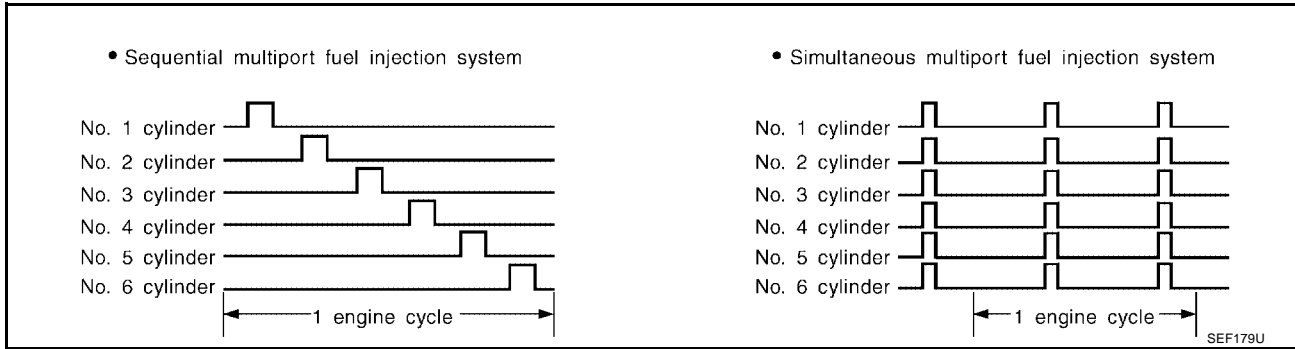 • Sequential multiport fuel injection system
No. 1 cylinder
No. 2 cylinder
No. 3 cylinder
No. 4 cylinder
No. 5 cylinder
No. 6 cylinder
1 engine cycle
• Simultaneous multiport fuel injection system
No. 1 cylinder
No. 2 cylinder
No. 3 cylinder
No. 4 cylinder
No. 5 cylinder
No. 6 cylinder
1 engine cycle
SEF179U